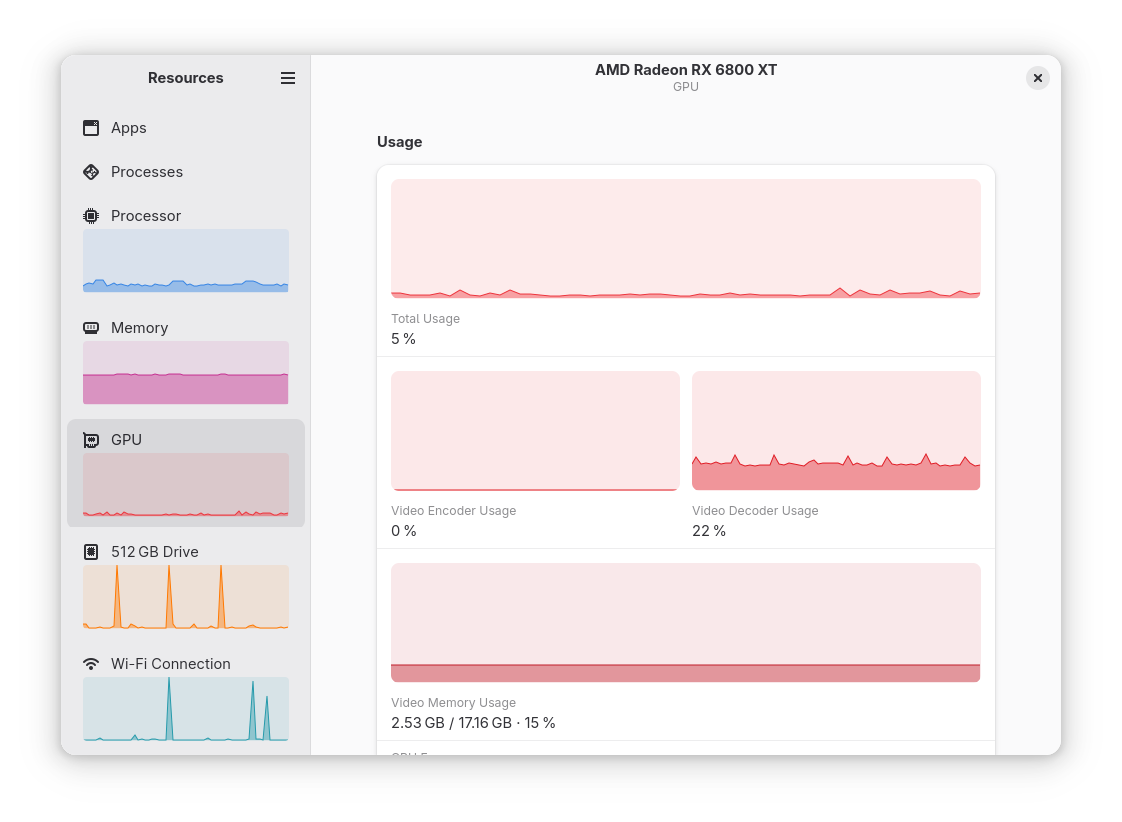 Resources
Apps
Processes
Processor
Memory
GPU
512 GB Drive
Wi-Fi Connection
AMD Radeon RX 6800 XT
GPU
Usage
Total Usage
5 %
Video Encoder Usage
0 %
Video Decoder Usage
22 %
Video Memory Usage
2.53 GB / 17.16 GB · 15 %